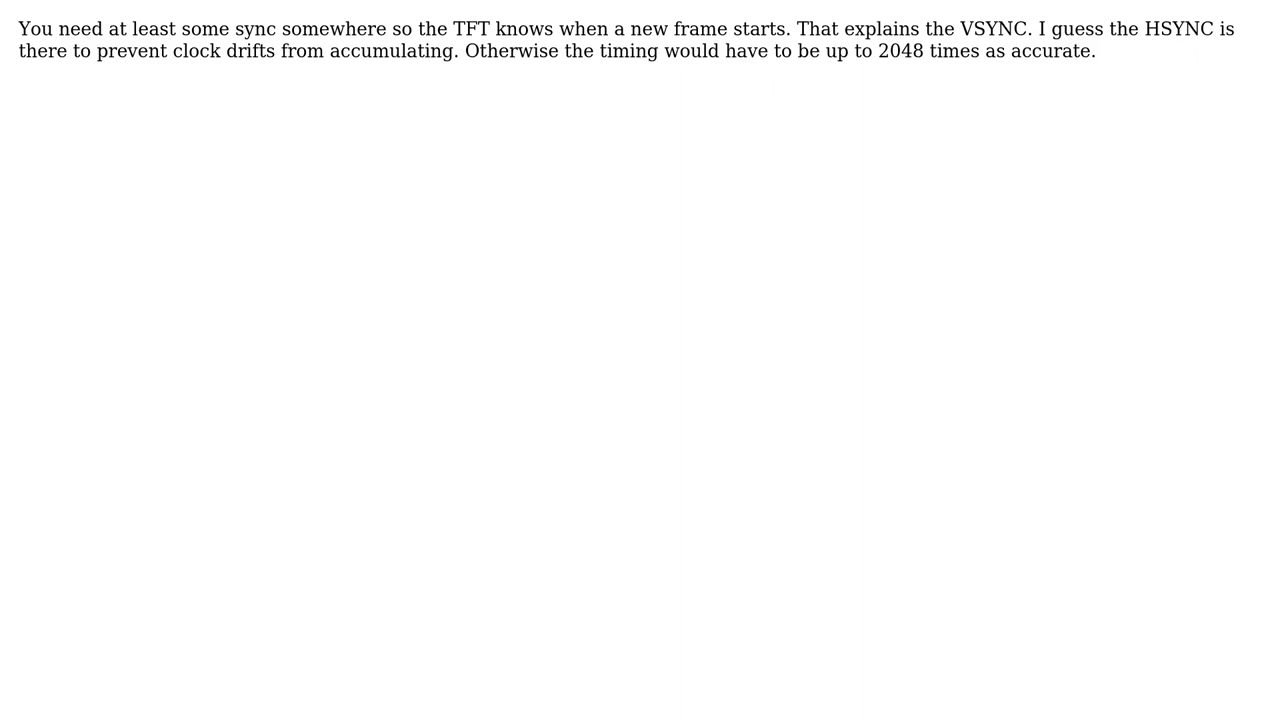 You need at least some sync somewhere so the TFT knows when a new frame starts. That explains the VSYNC. I guess the HSYNC is
there to prevent clock drifts from accumulating. Otherwise the timing would have to be up to 2048 times as accurate.